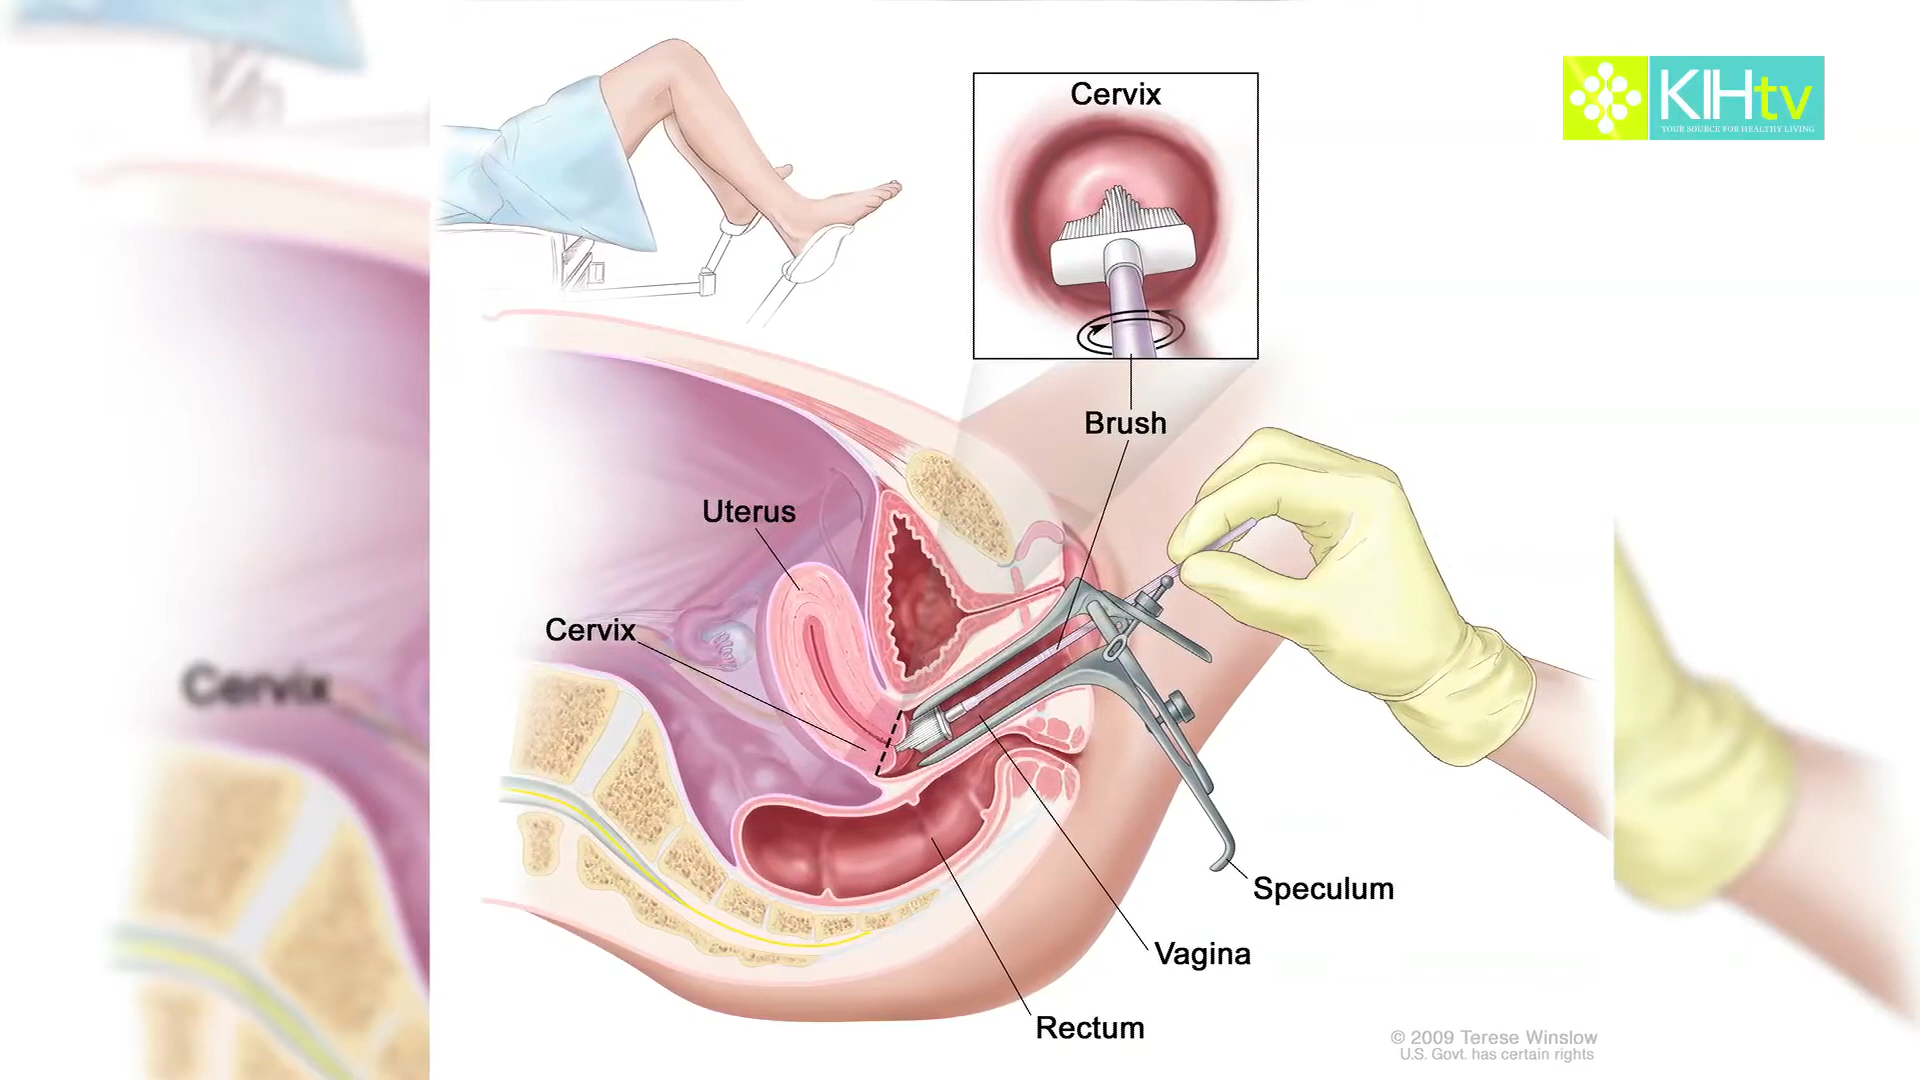 Cervix
KIHtv
YOUR SOURCE FOR HEALTHY LIVING
Brush
Uterus
Cervix
Cervix
Speculum
Vagina
Rectum
© 2009 Terese Winslow
U.S. Govt. has certain rights